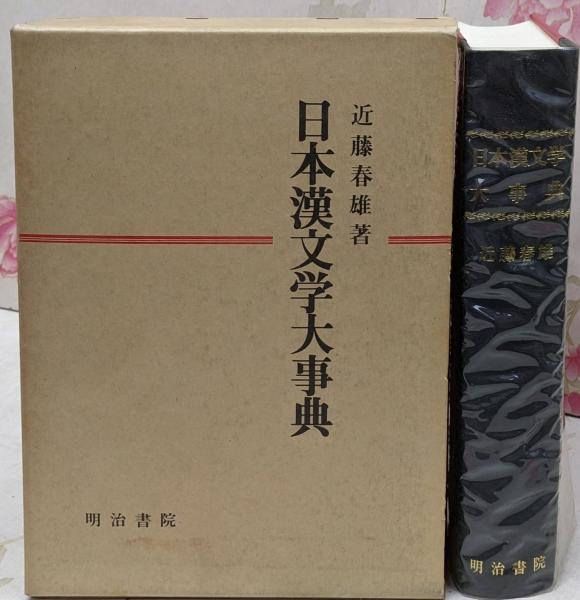 近藤春雄著
日本漢文学大事典
明治書院
日本漢文学
大事典
近藤春雄
明治書院